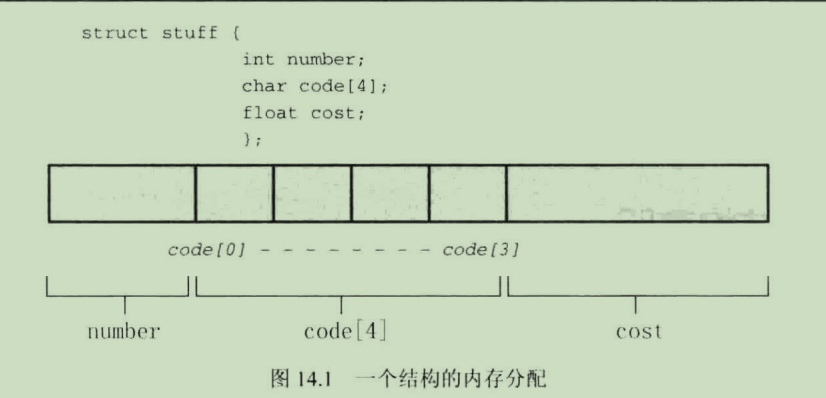 struct stuff {
int number;
char code[4];
float cost;
};
code[0] - - - - - - - - code[3]
number code[4] cost
图 14.1 一个结构的内存分配